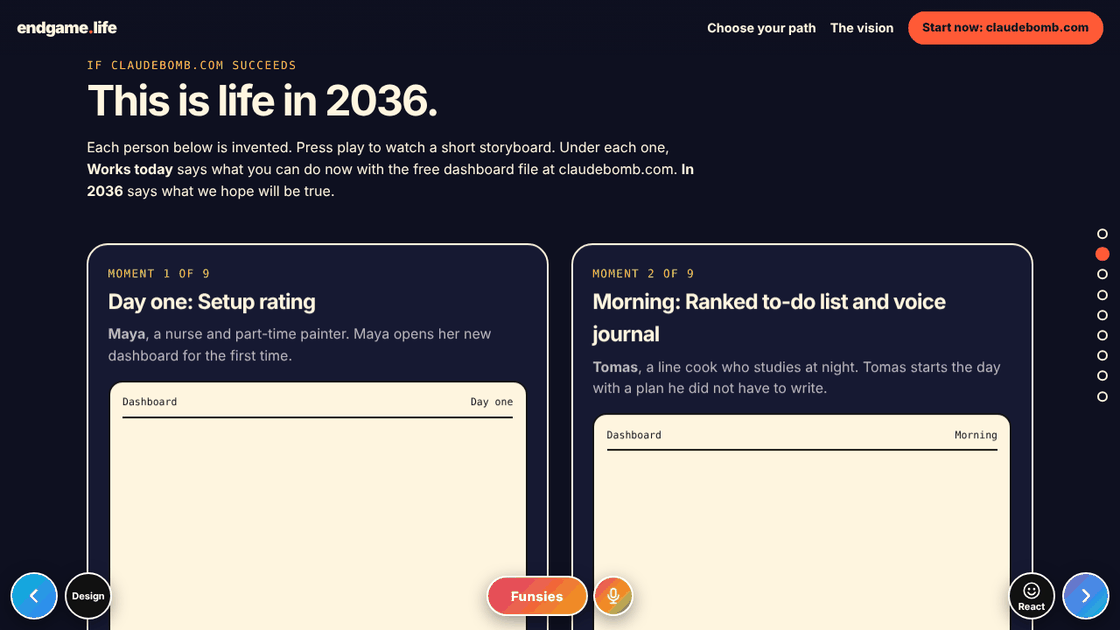 endgame.life
Choose your path
The vision
Start now: claudebomb.com
IF CLAUDEBOMB.COM SUCCEEDS
This is life in 2036.
Each person below is invented. Press play to watch a short storyboard. Under each one,
Works today says what you can do now with the free dashboard file at claudebomb.com. In
2036 says what we hope will be true.
MOMENT 1 OF 9
Day one: Setup rating
Maya, a nurse and part-time painter. Maya opens her new
dashboard for the first time.
Dashboard
Day one
MOMENT 2 OF 9
Morning: Ranked to-do list and voice
journal
Tomas, a line cook who studies at night. Tomas starts the day
with a plan he did not have to write.
Dashboard
Morning
Design
Funsies
React